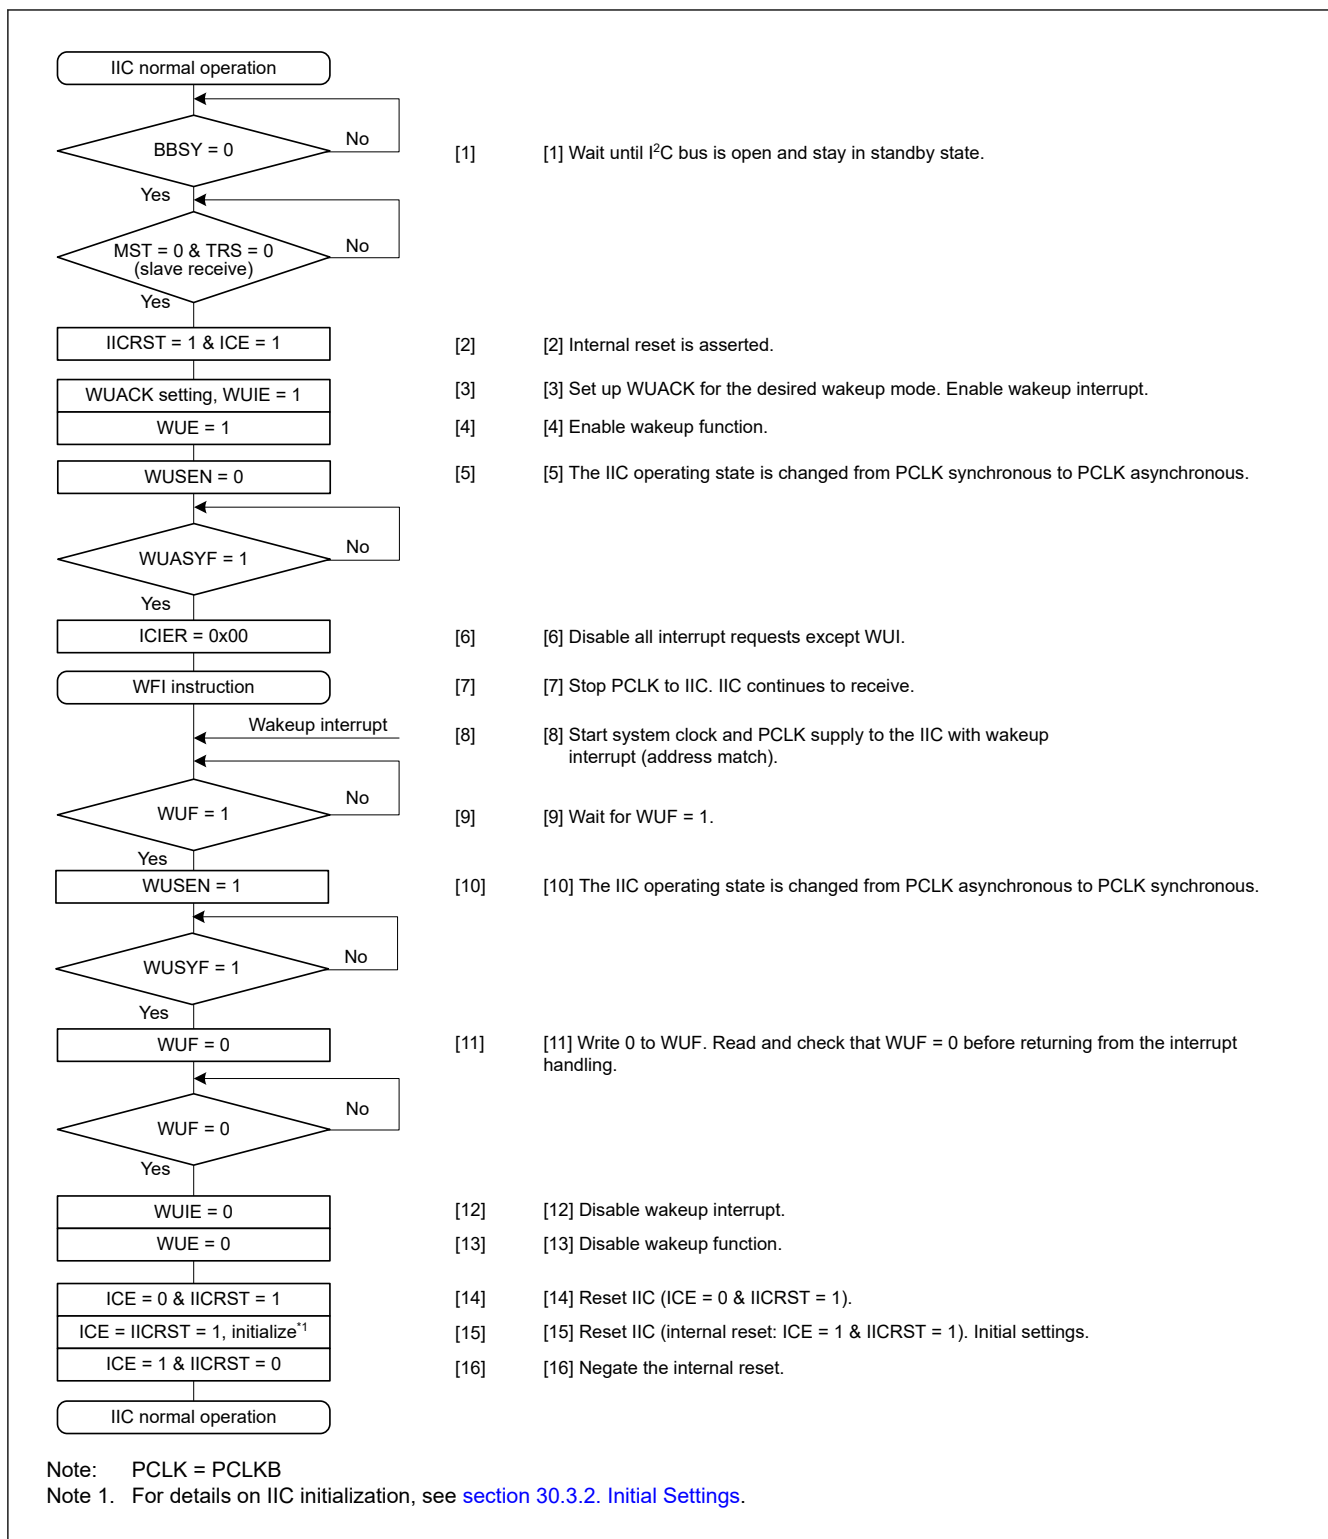 IIC normal operation
No
BBSY = 0
[1] [1] Wait until I²C bus is open and stay in standby state.
Yes
MST = 0 & TRS = 0
(slave receive)
No
Yes
IICRST = 1 & ICE = 1
[2] [2] Internal reset is asserted.
WUACK setting, WUIE = 1
[3] [3] Set up WUACK for the desired wakeup mode. Enable wakeup interrupt.
WUE = 1
[4] [4] Enable wakeup function.
WUSEN = 0
[5] [5] The IIC operating state is changed from PCLK synchronous to PCLK asynchronous.
No
WUASYF = 1
Yes
ICIER = 0x00
[6] [6] Disable all interrupt requests except WUI.
WFI instruction
[7] [7] Stop PCLK to IIC. IIC continues to receive.
Wakeup interrupt
[8] [8] Start system clock and PCLK supply to the IIC with wakeup
interrupt (address match).
No
WUF = 1
[9] [9] Wait for WUF = 1.
Yes
WUSEN = 1
[10] [10] The IIC operating state is changed from PCLK asynchronous to PCLK synchronous.
No
WUSYF = 1
Yes
WUF = 0
[11] [11] Write 0 to WUF. Read and check that WUF = 0 before returning from the interrupt
handling.
No
WUF = 0
Yes
WUIE = 0
[12] [12] Disable wakeup interrupt.
WUE = 0
[13] [13] Disable wakeup function.
ICE = 0 & IICRST = 1
[14] [14] Reset IIC (ICE = 0 & IICRST = 1).
ICE = IICRST = 1, initialize*1
[15] [15] Reset IIC (internal reset: ICE = 1 & IICRST = 1). Initial settings.
ICE = 1 & IICRST = 0
[16] [16] Negate the internal reset.
IIC normal operation
Note: PCLK = PCLKB
Note 1. For details on IIC initialization, see section 30.3.2. Initial Settings.